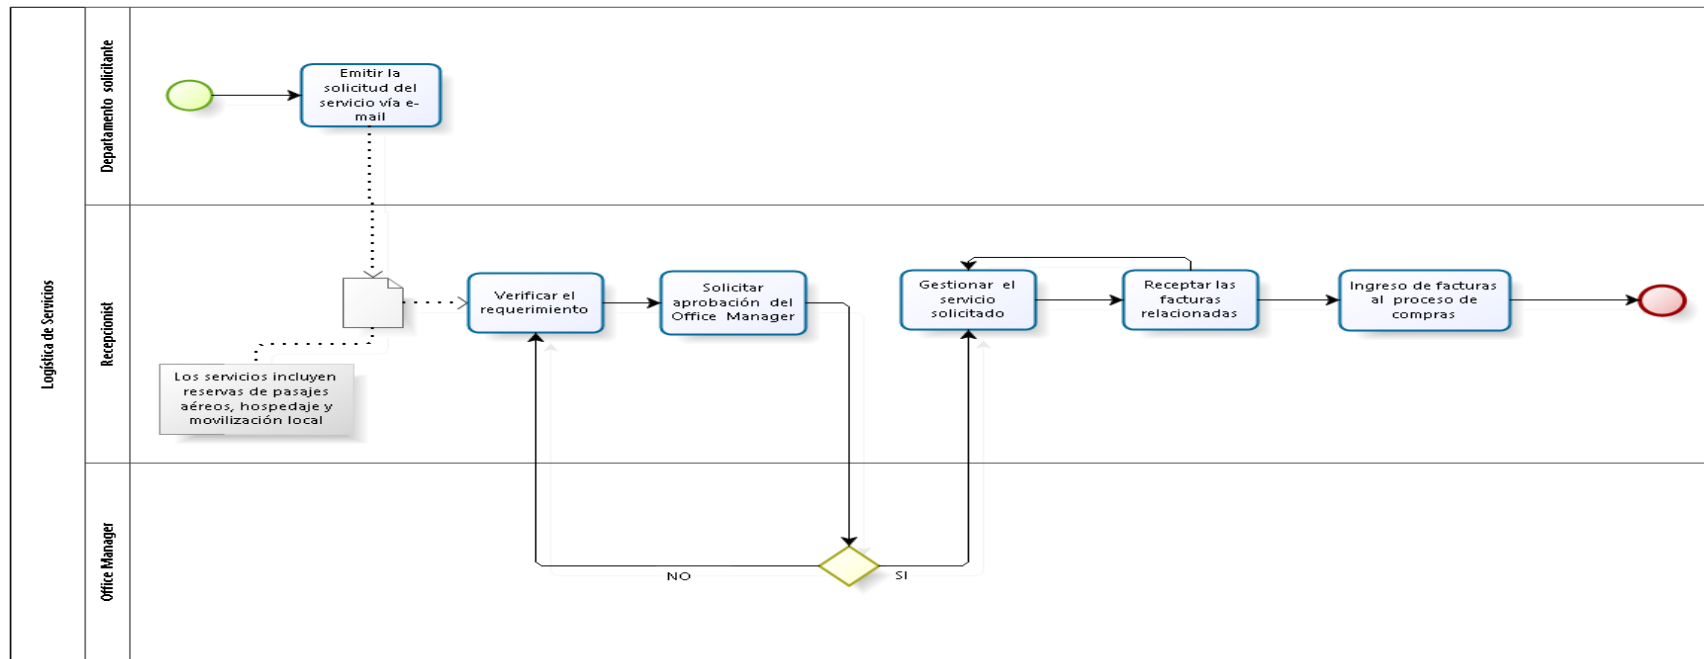 Logística de Servicios
Departamento solicitante
Emitir la
solicitud del
servicio vía e-
mail
Recepcionist
Verificar el
requerimiento
Solicitar
aprobación del
Office Manager
Gestionar el
servicio
solicitado
Receptar las
facturas
relacionadas
Ingreso de facturas
al proceso de
compras
Los servicios incluyen
reservas de pasajes
aéreos, hospedaje y
movilización local
Office Manager
NO
SI